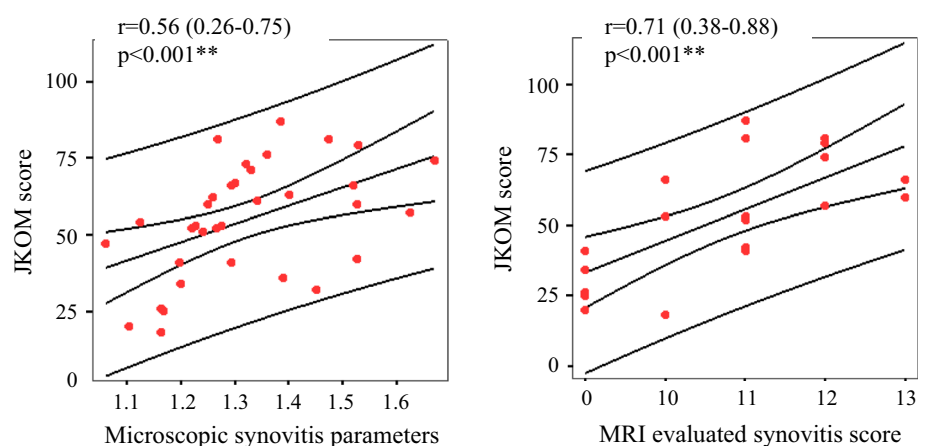 r=0.56 (0.26-0.75)
p<0.001**
JKOM score
100
75
50
25
0
1.1 1.2 1.3 1.4 1.5 1.6
Microscopic synovitis parameters
r=0.71 (0.38-0.88)
p<0.001**
JKOM score
100
75
50
25
0
0 10 11 12 13
MRI evaluated synovitis score